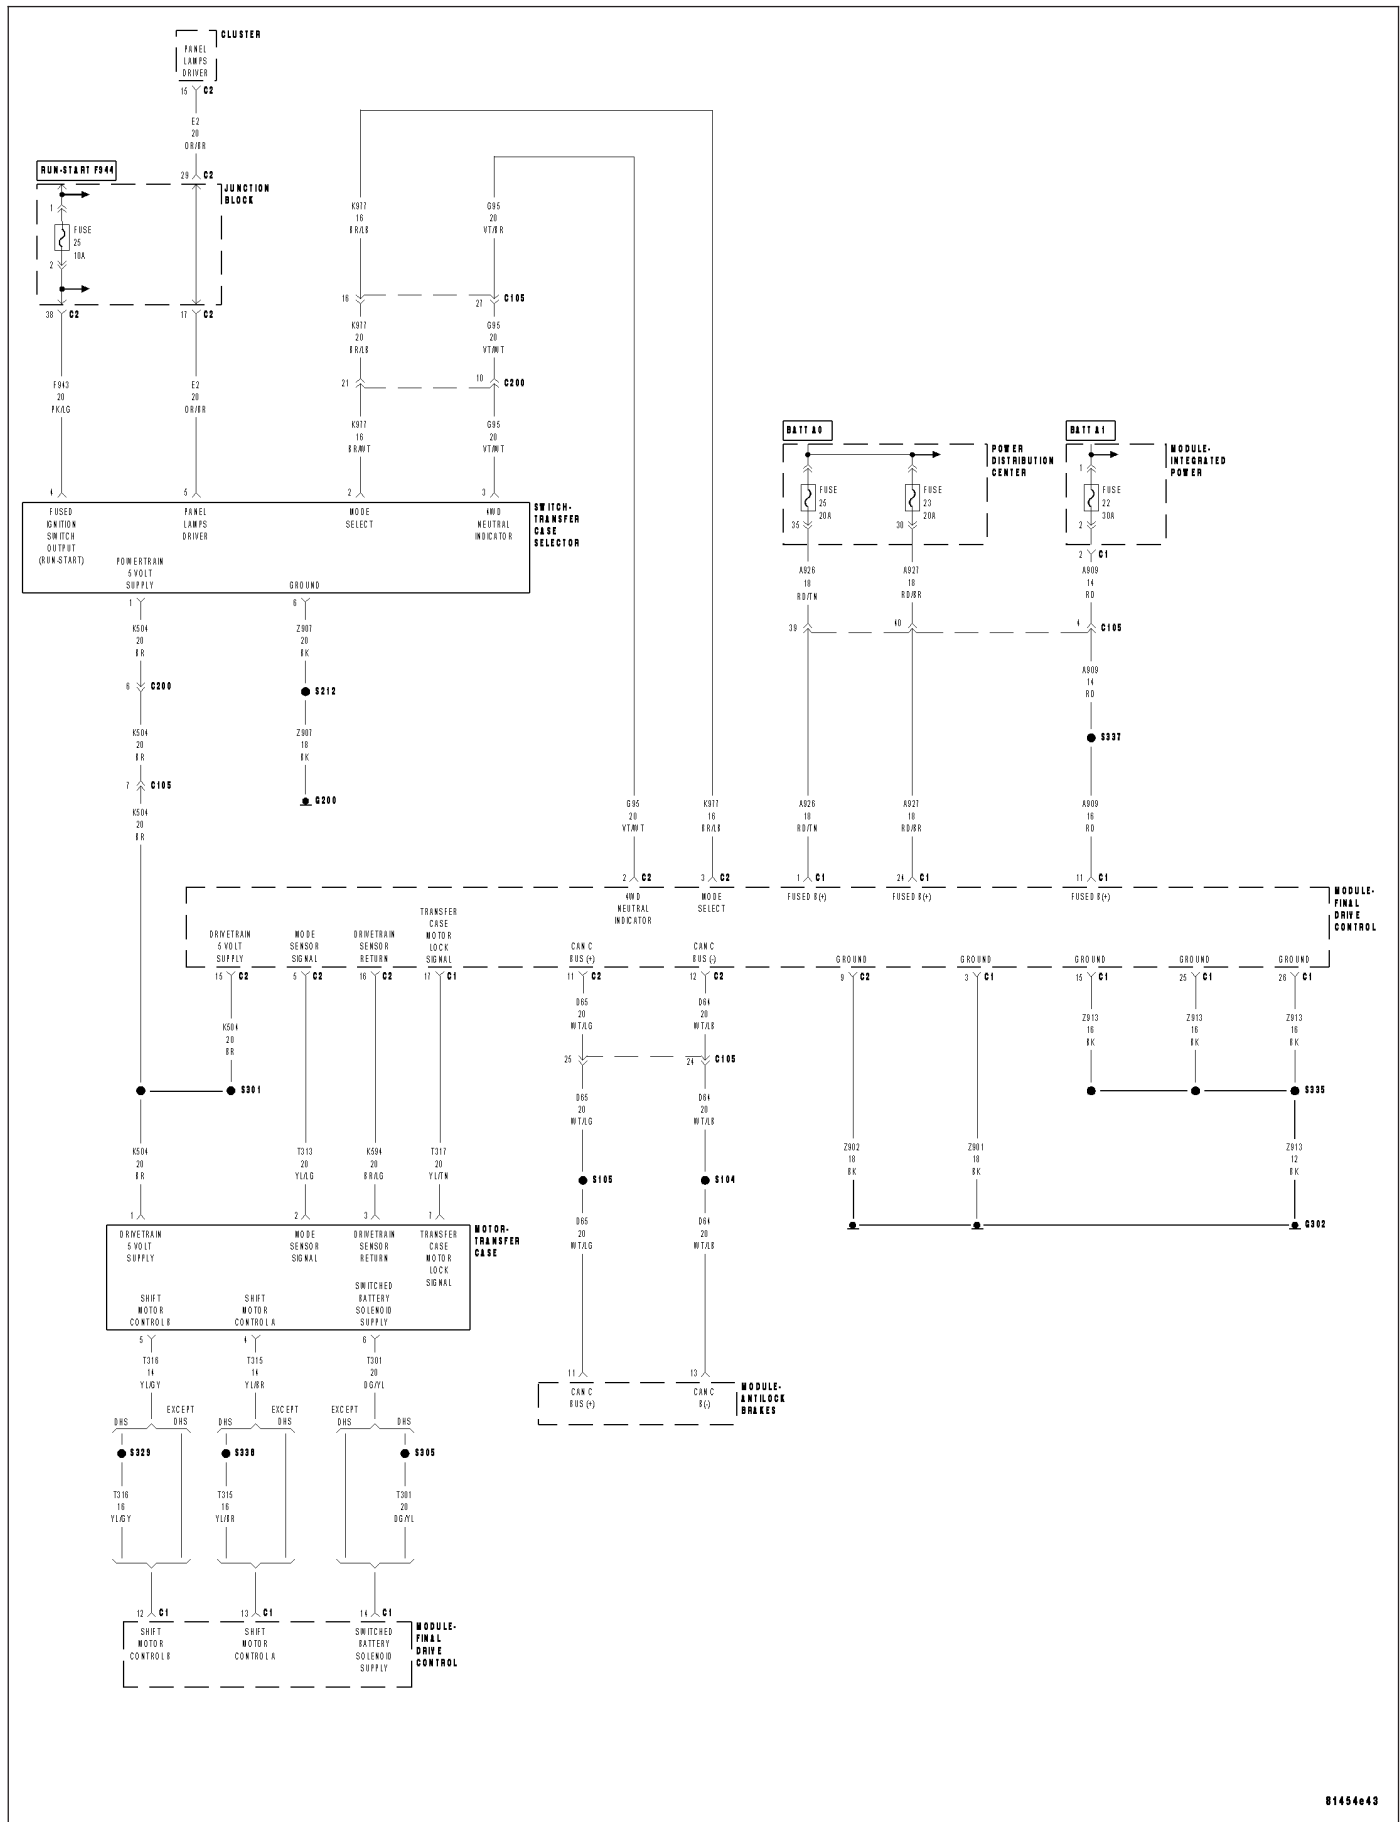 CLUSTER
PANEL
LAMPS
DRIVER
15 C2
E2
20
OR/BR
29 C2
RUN-START F944
JUNCTION
BLOCK
1
FUSE
25
10A
2
38 C2
17 C2
F943
20
PK/LG
E2
20
OR/BR
K977
16
BR/LB
G95
20
VT/BR
16
27 C105
K977
20
BR/LB
G95
20
VT/WT
21
10 C200
K977
16
BR/WT
G95
20
VT/WT
4
5
2
3
FUSED
IGNITION
SWITCH
OUTPUT
(RUN-START)
PANEL
LAMPS
DRIVER
MODE
SELECT
4WD
NEUTRAL
INDICATOR
SWITCH-
TRANSFER
CASE
SELECTOR
POWERTRAIN
5 VOLT
SUPPLY
GROUND
1
6
K504
20
BR
Z907
20
BK
6 C200
S212
K504
20
BR
Z907
18
BK
7 C105
G200
K504
20
BR
BATT A0
POWER
DISTRIBUTION
CENTER
FUSE
25
20A
FUSE
23
20A
35
30
BATT A1
MODULE-
INTEGRATED
POWER
1
FUSE
22
30A
2
2 C1
A926
18
RD/TN
A927
18
RD/BR
A909
14
RD
39
40
4 C105
A909
14
RD
S337
G95
20
VT/WT
K977
16
BR/LB
A926
18
RD/TN
A927
18
RD/BR
A909
16
RD
2 C2
3 C2
1 C1
24 C1
11 C1
4WD
NEUTRAL
INDICATOR
MODE
SELECT
FUSED B(+)
FUSED B(+)
FUSED B(+)
MODULE-
FINAL
DRIVE
CONTROL
DRIVETRAIN
5 VOLT
SUPPLY
MODE
SENSOR
SIGNAL
DRIVETRAIN
SENSOR
RETURN
TRANSFER
CASE
MOTOR
LOCK
SIGNAL
CAN C
BUS (+)
CAN C
BUS (-)
GROUND
GROUND
GROUND
GROUND
GROUND
15 C2
5 C2
16 C2
17 C1
11 C2
12 C2
9 C2
3 C1
15 C1
25 C1
26 C1
K504
20
BR
D65
20
WT/LG
D64
20
WT/LB
Z913
16
BK
Z913
16
BK
Z913
16
BK
25
24 C105
S301
S335
D65
20
WT/LG
D64
20
WT/LB
K504
20
BR
T313
20
YL/LG
K594
20
BR/LG
T317
20
YL/TN
Z902
18
BK
Z901
18
BK
Z913
12
BK
S105
S104
1
2
3
7
D65
20
WT/LG
D64
20
WT/LB
G302
DRIVETRAIN
5 VOLT
SUPPLY
MODE
SENSOR
SIGNAL
DRIVETRAIN
SENSOR
RETURN
TRANSFER
CASE
MOTOR
LOCK
SIGNAL
MOTOR-
TRANSFER
CASE
SHIFT
MOTOR
CONTROL B
SHIFT
MOTOR
CONTROL A
SWITCHED
BATTERY
SOLENOID
SUPPLY
5
4
6
T316
14
YL/GY
T315
14
YL/BR
T301
20
DG/YL
11
13
CAN C
BUS (+)
CAN C
B(-)
MODULE-
ANTILOCK
BRAKES
DHS
EXCEPT
DHS
DHS
EXCEPT
DHS
EXCEPT
DHS
DHS
S329
S338
S305
T316
16
YL/GY
T315
16
YL/BR
T301
20
DG/YL
12 C1
13 C1
14 C1
SHIFT
MOTOR
CONTROL B
SHIFT
MOTOR
CONTROL A
SWITCHED
BATTERY
SOLENOID
SUPPLY
MODULE-
FINAL
DRIVE
CONTROL
81454e43